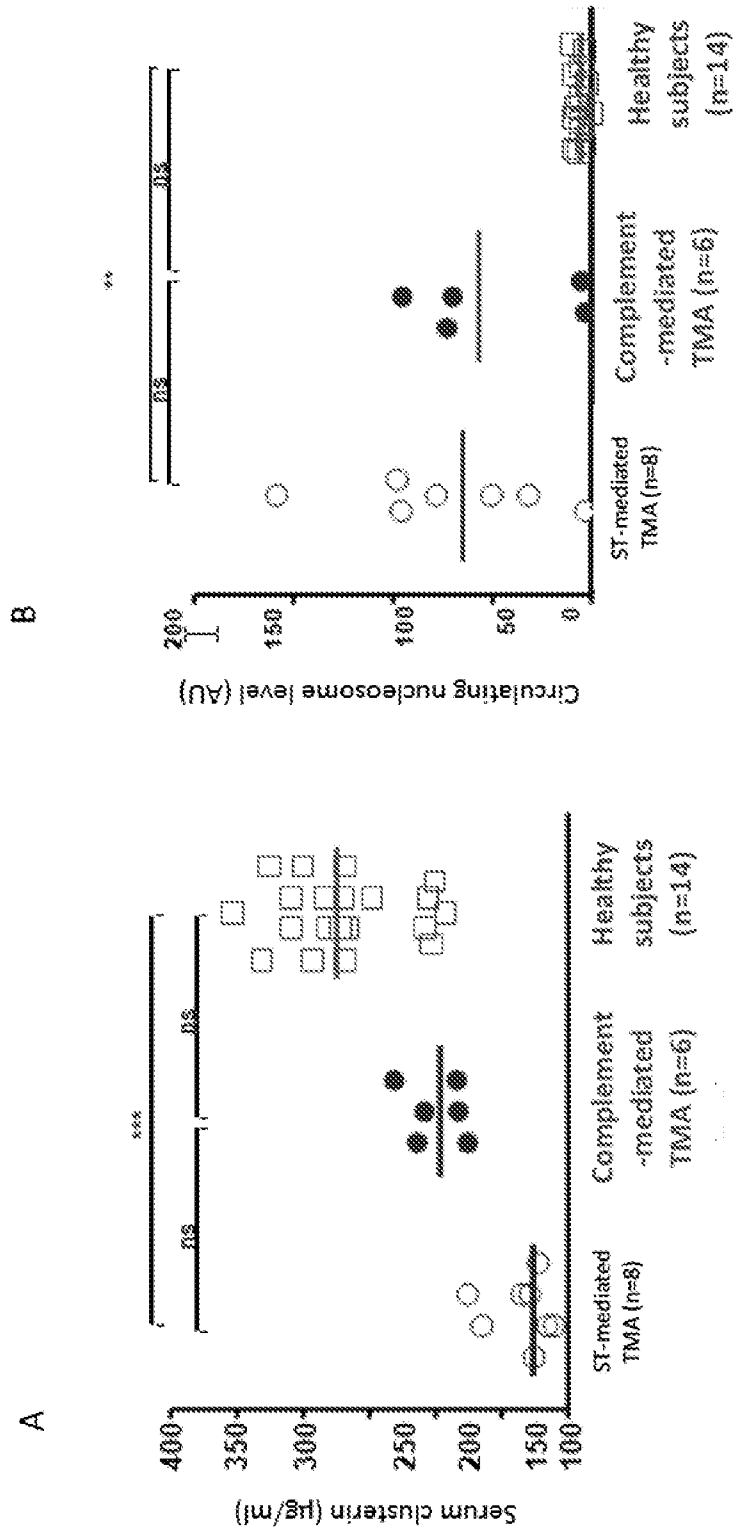 A
***
ns
ns
400
350
300
250
200
150
100
Serum clusterin (µg/ml)
ST-mediated
TMA (n=8)
Complement
-mediated
TMA (n=6)
Healthy
subjects
(n=14)
B
**
ns
ns
200
150
100
50
0
Circulating nucleosome level (AU)
ST-mediated
TMA (n=8)
Complement
-mediated
TMA (n=6)
Healthy
subjects
(n=14)